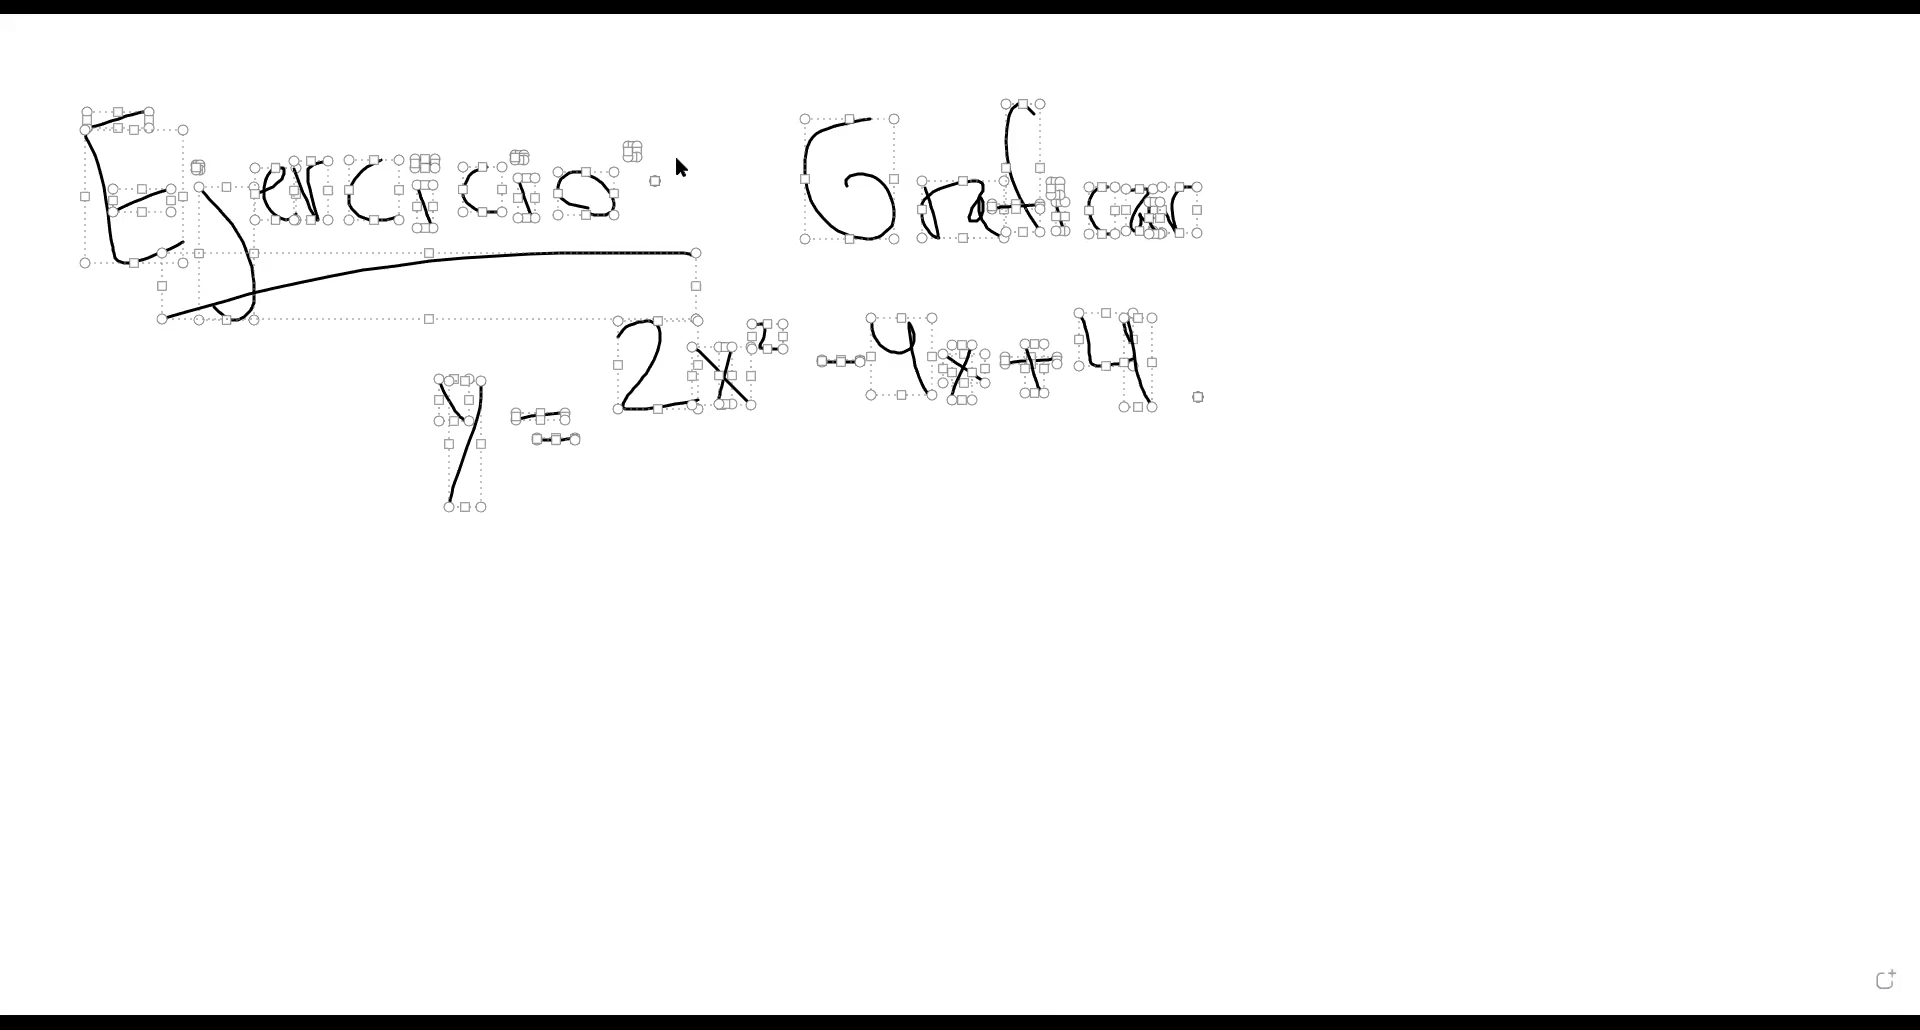 Ejercicio: Graficar
y = 2x² - 4x + 4